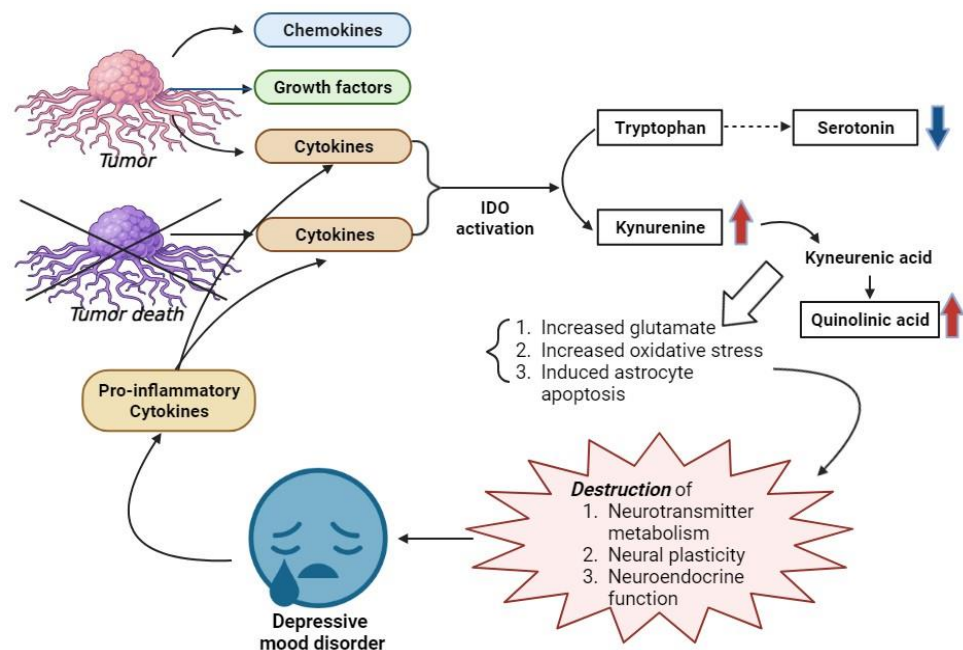 Chemokines
Growth factors
Cytokines
Tumor
Cytokines
Tumor death
IDO
activation
Tryptophan
Serotonin
Kynurenine
Kyneurenic acid
Quinolinic acid
1. Increased glutamate
2. Increased oxidative stress
3. Induced astrocyte
apoptosis
Pro-inflammatory
Cytokines
Destruction of
1. Neurotransmitter
metabolism
2. Neural plasticity
3. Neuroendocrine
function
Depressive
mood disorder